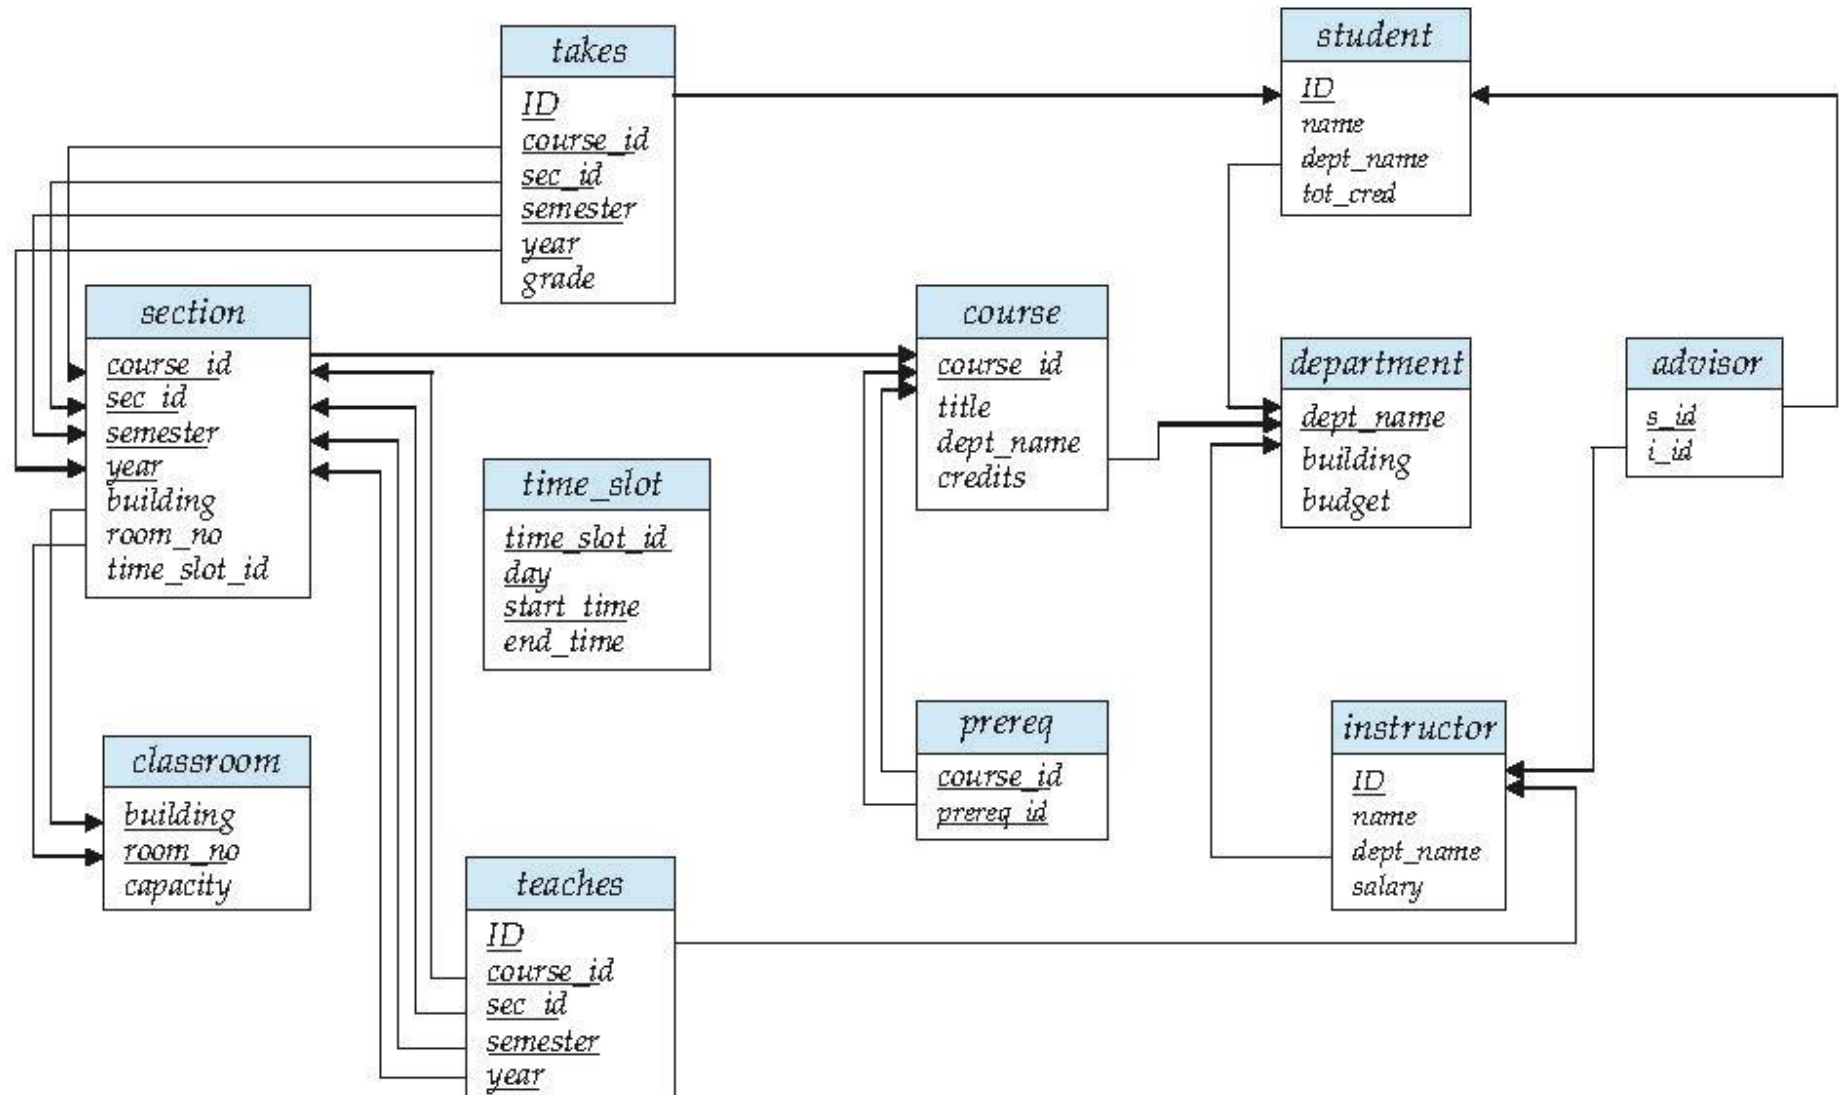 takes
ID
course_id
sec_id
semester
year
grade
student
ID
name
dept_name
tot_cred
section
course_id
sec_id
semester
year
building
room_no
time_slot_id
course
course_id
title
dept_name
credits
department
dept_name
building
budget
advisor
s_id
i_id
time_slot
time_slot_id
day
start_time
end_time
prereq
course_id
prereq_id
instructor
ID
name
dept_name
salary
classroom
building
room_no
capacity
teaches
ID
course_id
sec_id
semester
year